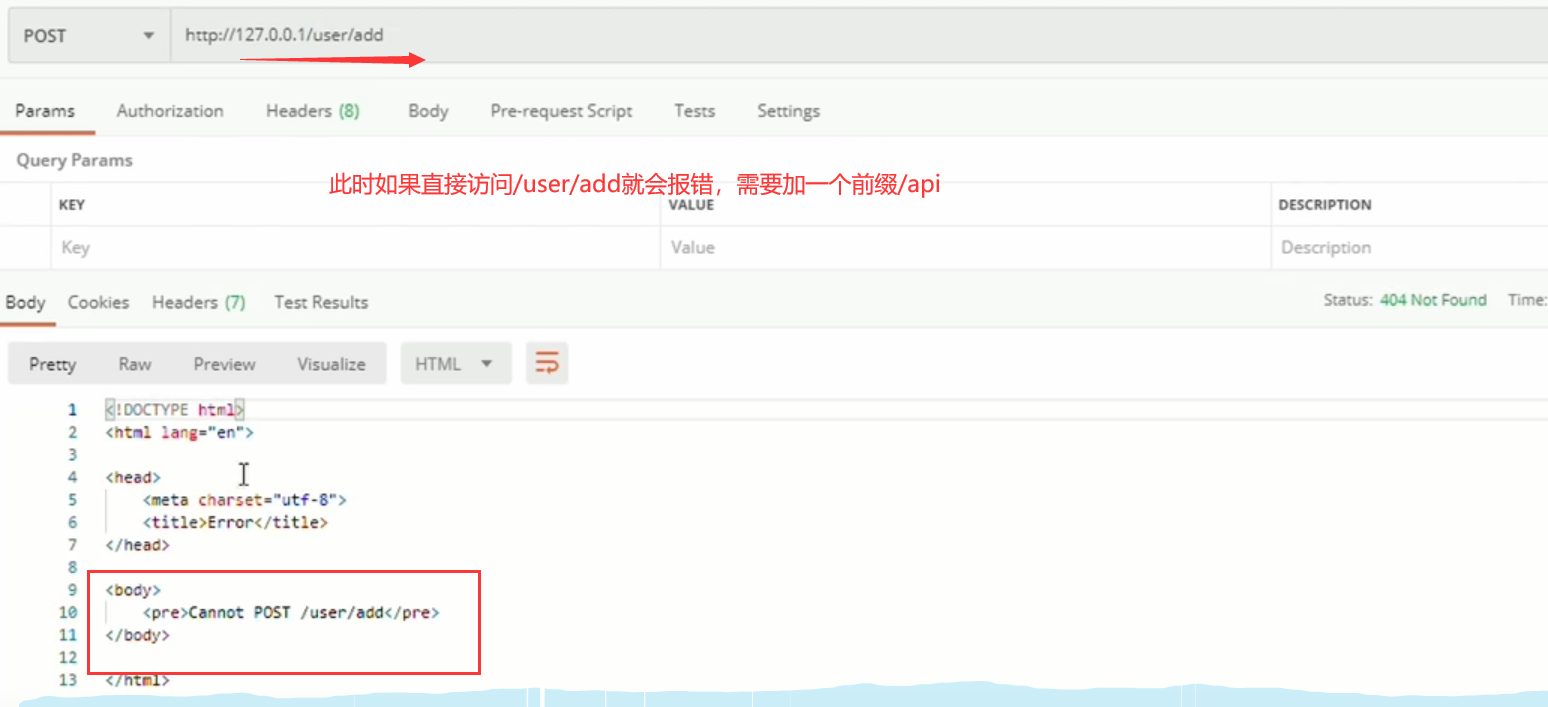 POST http://127.0.0.1/user/add
Params Authorization Headers (8) Body Pre-request Script Tests Settings
Query Params
此时如果直接访问/user/add就会报错，需要加一个前缀/api
KEY VALUE DESCRIPTION
Key Value Description
Body Cookies Headers (7) Test Results Status: 404 Not Found Time:
Pretty Raw Preview Visualize HTML
1 <!DOCTYPE html>
2 <html lang="en">
3
4 <head>
5 <meta charset="utf-8">
6 <title>Error</title>
7 </head>
8
9 <body>
10 <pre>Cannot POST /user/add</pre>
11 </body>
12
13 </html>